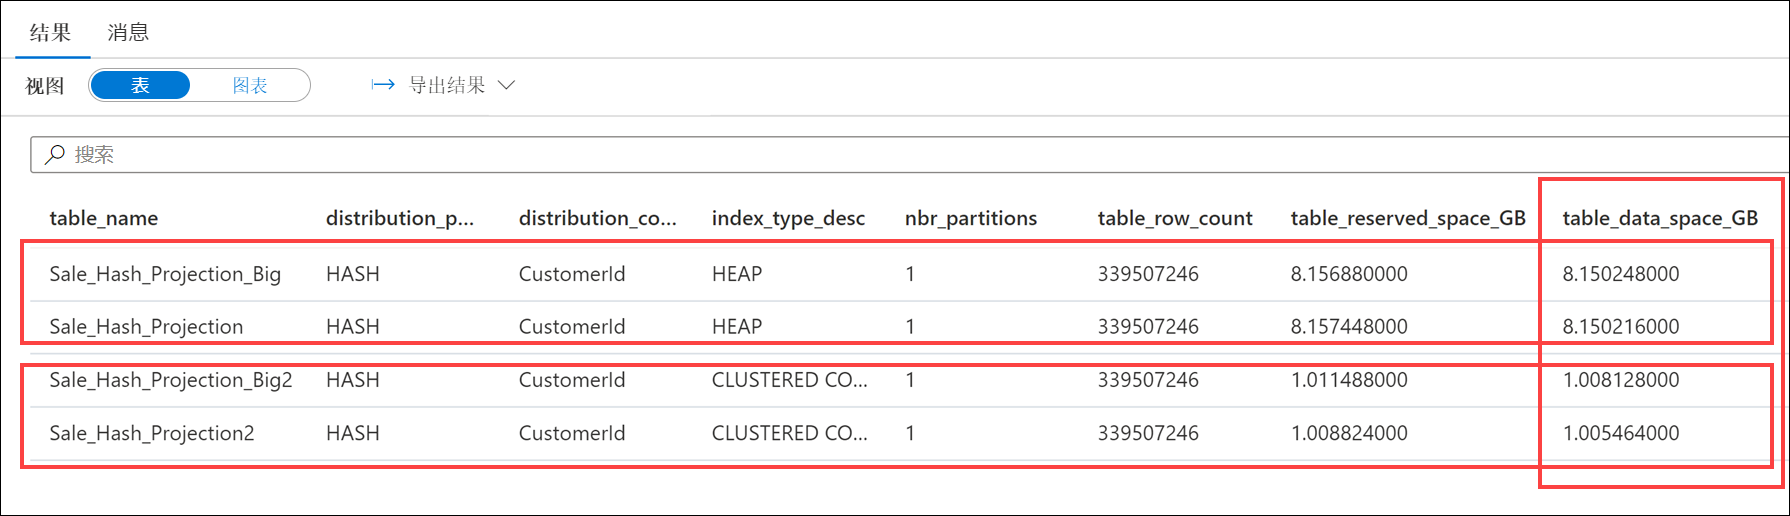 结果 消息
视图 表 图表 导出结果
搜索
table_name distribution_p... distribution_co... index_type_desc nbr_partitions table_row_count table_reserved_space_GB table_data_space_GB
Sale_Hash_Projection_Big HASH CustomerId HEAP 1 339507246 8.156880000 8.150248000
Sale_Hash_Projection HASH CustomerId HEAP 1 339507246 8.157448000 8.150216000
Sale_Hash_Projection_Big2 HASH CustomerId CLUSTERED CO... 1 339507246 1.011488000 1.008128000
Sale_Hash_Projection2 HASH CustomerId CLUSTERED CO... 1 339507246 1.008824000 1.005464000